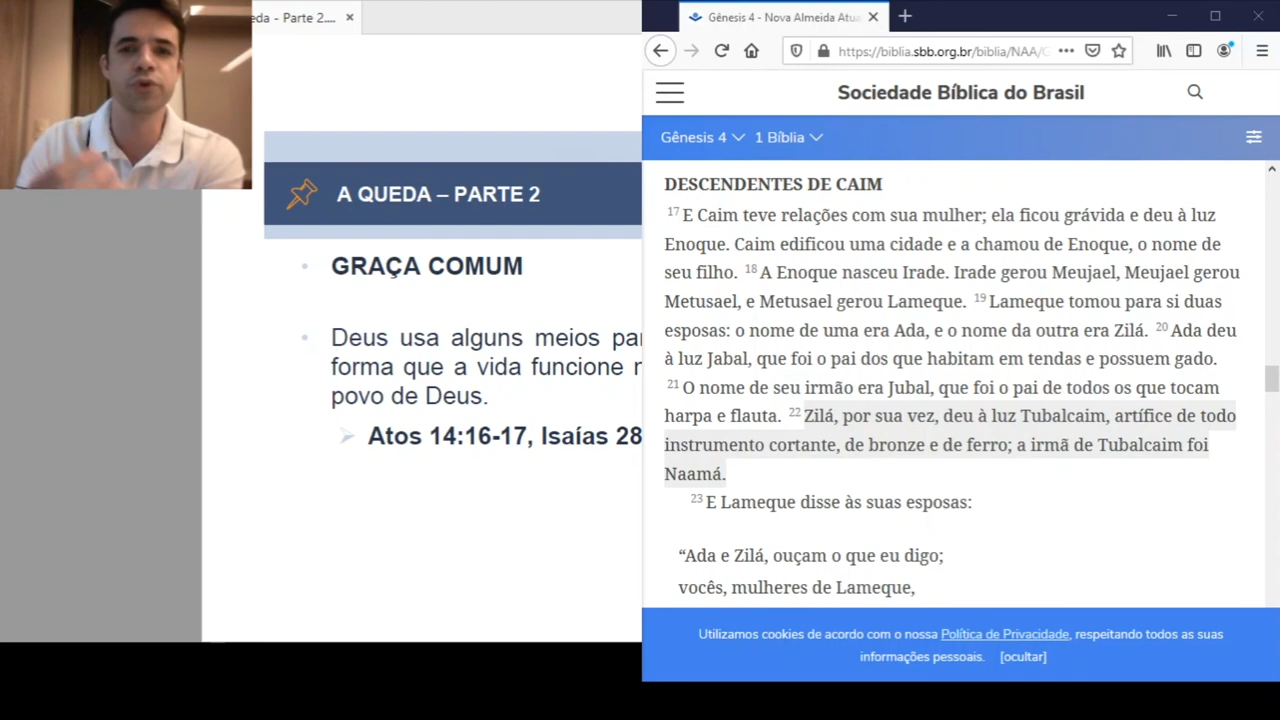 eda - Parte 2....
Gênesis 4 - Nova Almeida Atua
https://biblia.sbb.org.br/biblia/NAA/G
Sociedade Bíblica do Brasil
Gênesis 4
1 Bíblia
A QUEDA – PARTE 2
GRAÇA COMUM
Deus usa alguns meios par
forma que a vida funcione n
povo de Deus.
Atos 14:16-17, Isaías 28
DESCENDENTES DE CAIM
17 E Caim teve relações com sua mulher; ela ficou grávida e deu à luz
Enoque. Caim edificou uma cidade e a chamou de Enoque, o nome de
seu filho. 18 A Enoque nasceu Irade. Irade gerou Meujael, Meujael gerou
Metusael, e Metusael gerou Lameque. 19 Lameque tomou para si duas
esposas: o nome de uma era Ada, e o nome da outra era Zilá. 20 Ada deu
à luz Jabal, que foi o pai dos que habitam em tendas e possuem gado.
21 O nome de seu irmão era Jubal, que foi o pai de todos os que tocam
harpa e flauta. 22 Zilá, por sua vez, deu à luz Tubalcaim, artífice de todo
instrumento cortante, de bronze e de ferro; a irmã de Tubalcaim foi
Naamá.
23 E Lameque disse às suas esposas:
“Ada e Zilá, ouçam o que eu digo;
vocês, mulheres de Lameque,
Utilizamos cookies de acordo com o nossa Política de Privacidade, respeitando todos as suas
informações pessoais. [ocultar]